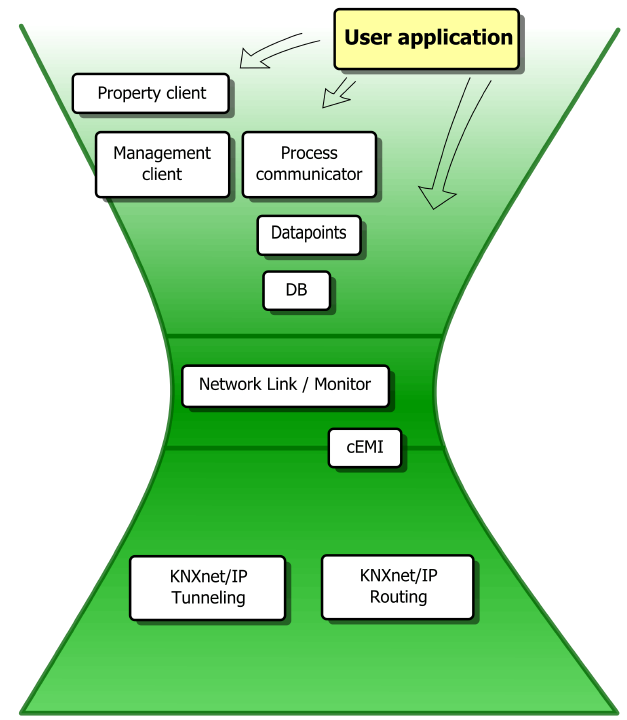 User application
Property client
Management
client
Process
communicator
Datapoints
DB
Network Link / Monitor
cEMI
KNXnet/IP
Tunneling
KNXnet/IP
Routing